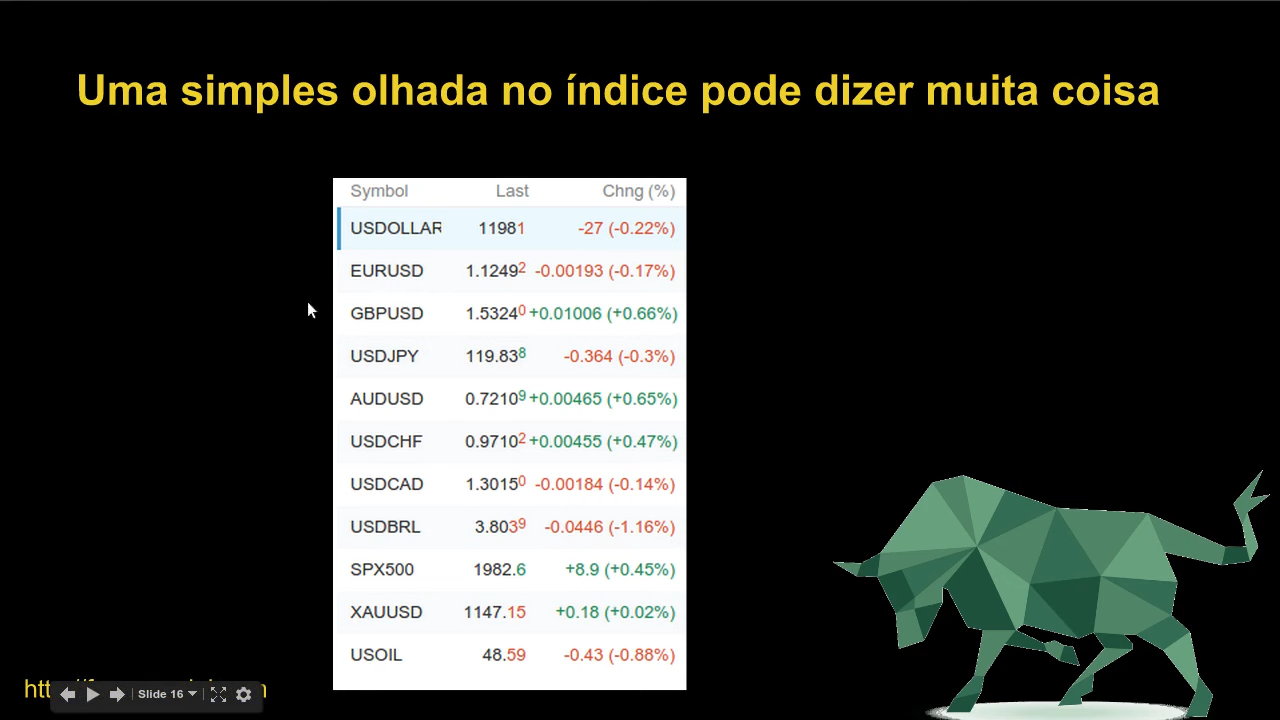 Uma simples olhada no índice pode dizer muita coisa
Symbol Last Chng (%)
USDOLLAR 11981 -27 (-0.22%)
EURUSD 1.12492 -0.00193 (-0.17%)
GBPUSD 1.53240 +0.01006 (+0.66%)
USDJPY 119.838 -0.364 (-0.3%)
AUDUSD 0.72109 +0.00465 (+0.65%)
USDCHF 0.97102 +0.00455 (+0.47%)
USDCAD 1.30150 -0.00184 (-0.14%)
USDBRL 3.8039 -0.0446 (-1.16%)
SPX500 1982.6 +8.9 (+0.45%)
XAUUSD 1147.15 +0.18 (+0.02%)
USOIL 48.59 -0.43 (-0.88%)
Slide 16